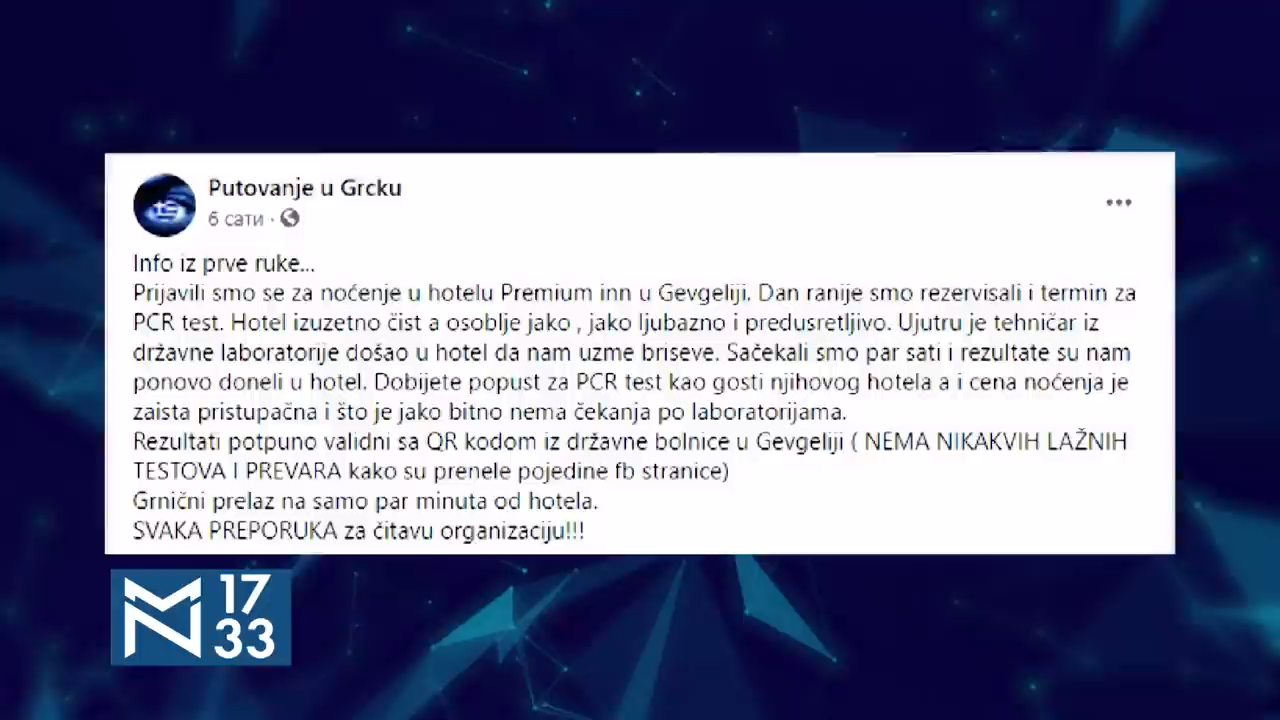 Putovanje u Grcku
6 сати ·
Info iz prve ruke...
Prijavili smo se za noćenje u hotelu Premium inn u Gevgeliji. Dan ranije smo rezervisali i termin za
PCR test. Hotel izuzetno čist a osoblje jako , jako ljubazno i predusretljivo. Ujutru je tehničar iz
državne laboratorije došao u hotel da nam uzme briseve. Sačekali smo par sati i rezultate su nam
ponovo doneli u hotel. Dobijete popust za PCR test kao gosti njihovog hotela a i cena noćenja je
zaista pristupačna i što je jako bitno nema čekanja po laboratorijama.
Rezultati potpuno validni sa QR kodom iz državne bolnice u Gevgeliji ( NEMA NIKAKVIH LAŽNIH
TESTOVA I PREVARA kako su prenele pojedine fb stranice)
Grnični prelaz na samo par minuta od hotela.
SVAKA PREPORUKA za čitavu organizaciju!!!
17
33